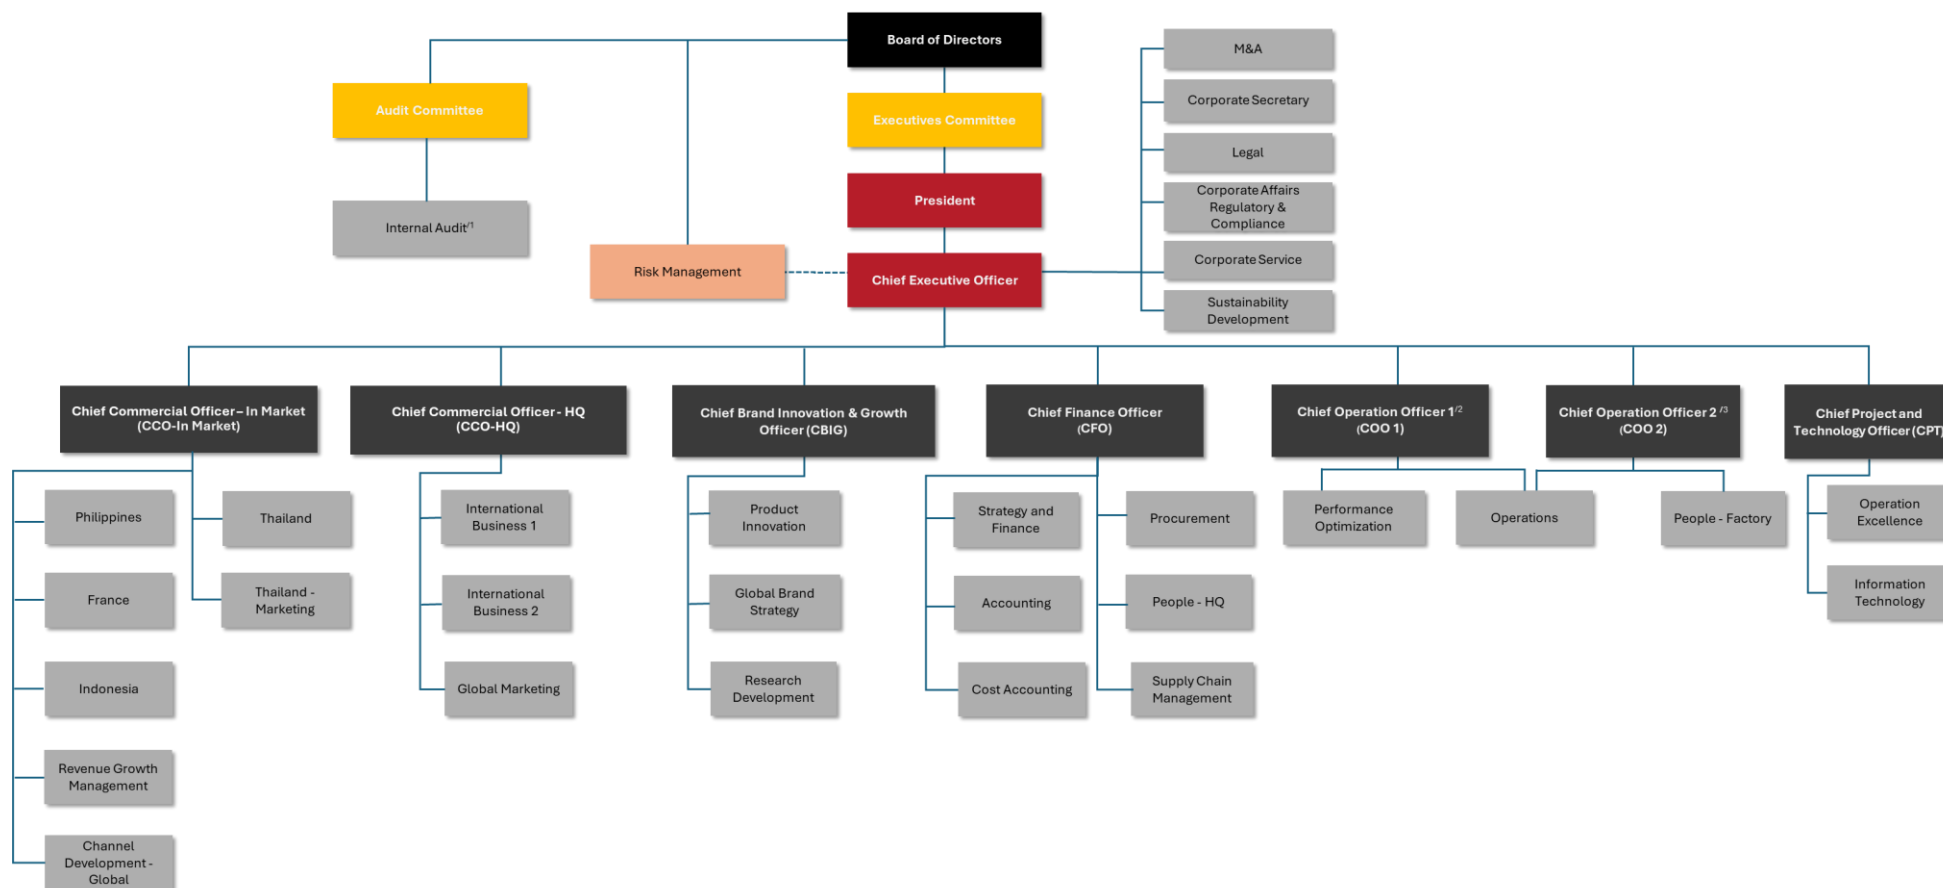 Board of Directors
M&A
Audit Committee
Corporate Secretary
Executives Committee
Legal
President
Corporate Affairs
Regulatory &
Compliance
Internal Audit/1
Risk Management
Chief Executive Officer
Corporate Service
Sustainability
Development
Chief Commercial Officer – In Market
(CCO-In Market)
Chief Commercial Officer - HQ
(CCO-HQ)
Chief Brand Innovation & Growth
Officer (CBIG)
Chief Finance Officer
(CFO)
Chief Operation Officer 1/2
(COO 1)
Chief Operation Officer 2 /3
(COO 2)
Chief Project and
Technology Officer (CPT)
Philippines
Thailand
France
Thailand -
Marketing
Indonesia
Revenue Growth
Management
Channel
Development -
Global
International
Business 1
International
Business 2
Global Marketing
Product
Innovation
Global Brand
Strategy
Research
Development
Strategy and
Finance
Procurement
Accounting
People - HQ
Cost Accounting
Supply Chain
Management
Performance
Optimization
Operations
People - Factory
Operation
Excellence
Information
Technology